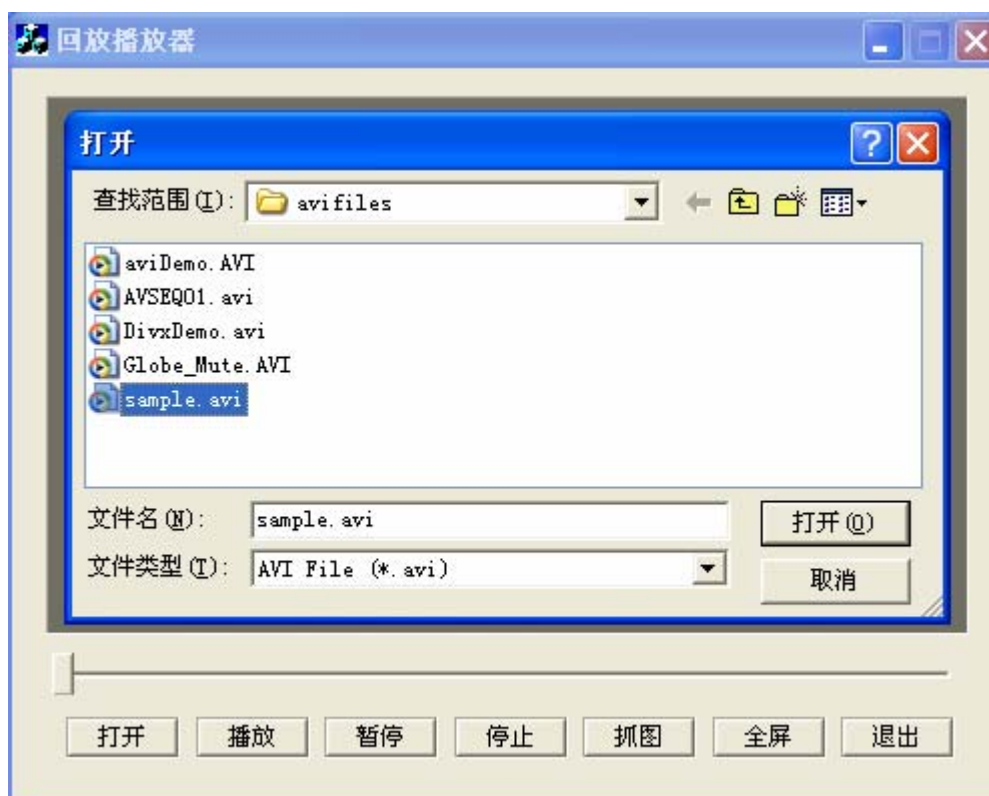 回放播放器
打开
查找范围(I): avifiles
aviDemo.AVI
AVSEQ01.avi
DivxDemo.avi
Globe_Mute.AVI
sample.avi
文件名(N): sample.avi 打开(O)
文件类型(T): AVI File (*.avi) 取消
打开 播放 暂停 停止 抓图 全屏 退出